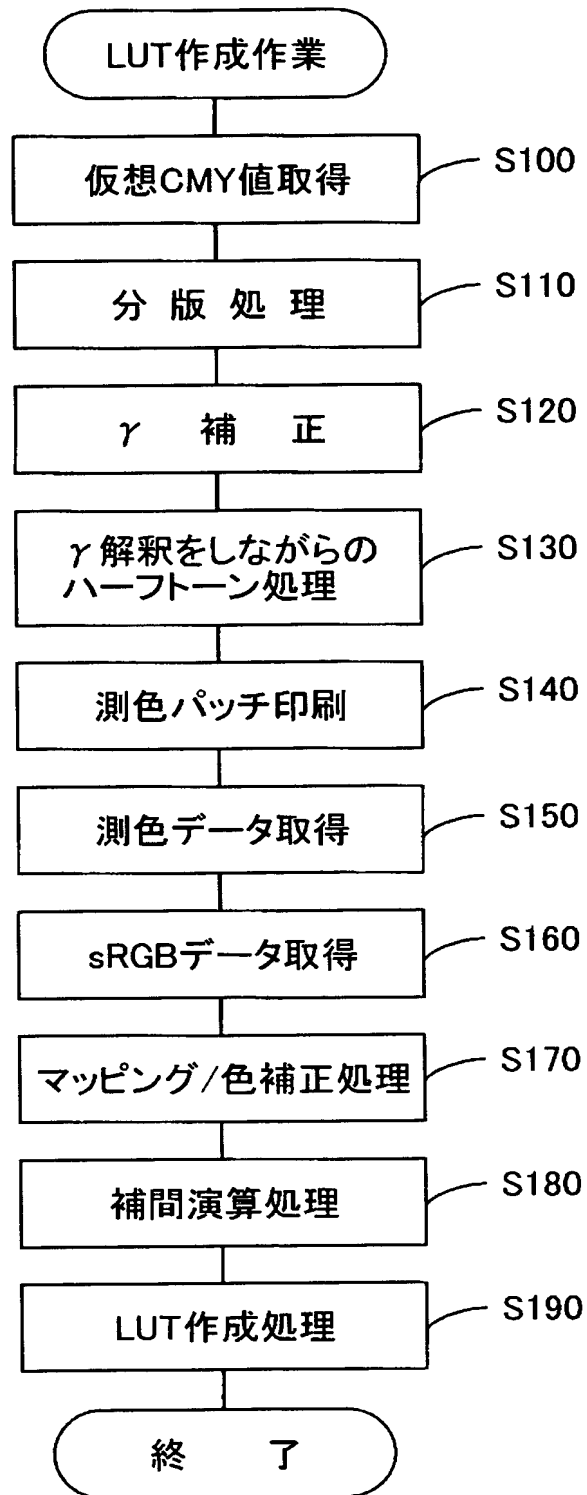 LUT作成作業
仮想CMY値取得
S100
分版処理
S110
γ補正
S120
γ解釈をしながらの
ハーフトーン処理
S130
測色パッチ印刷
S140
測色データ取得
S150
sRGBデータ取得
S160
マッピング/色補正処理
S170
補間演算処理
S180
LUT作成処理
S190
終了